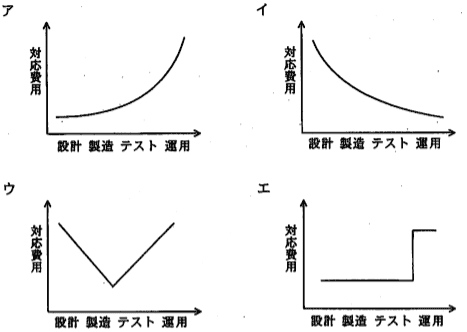 ア
対応費用
設計 製造 テスト 運用
イ
対応費用
設計 製造 テスト 運用
ウ
対応費用
設計 製造 テスト 運用
エ
対応費用
設計 製造 テスト 運用